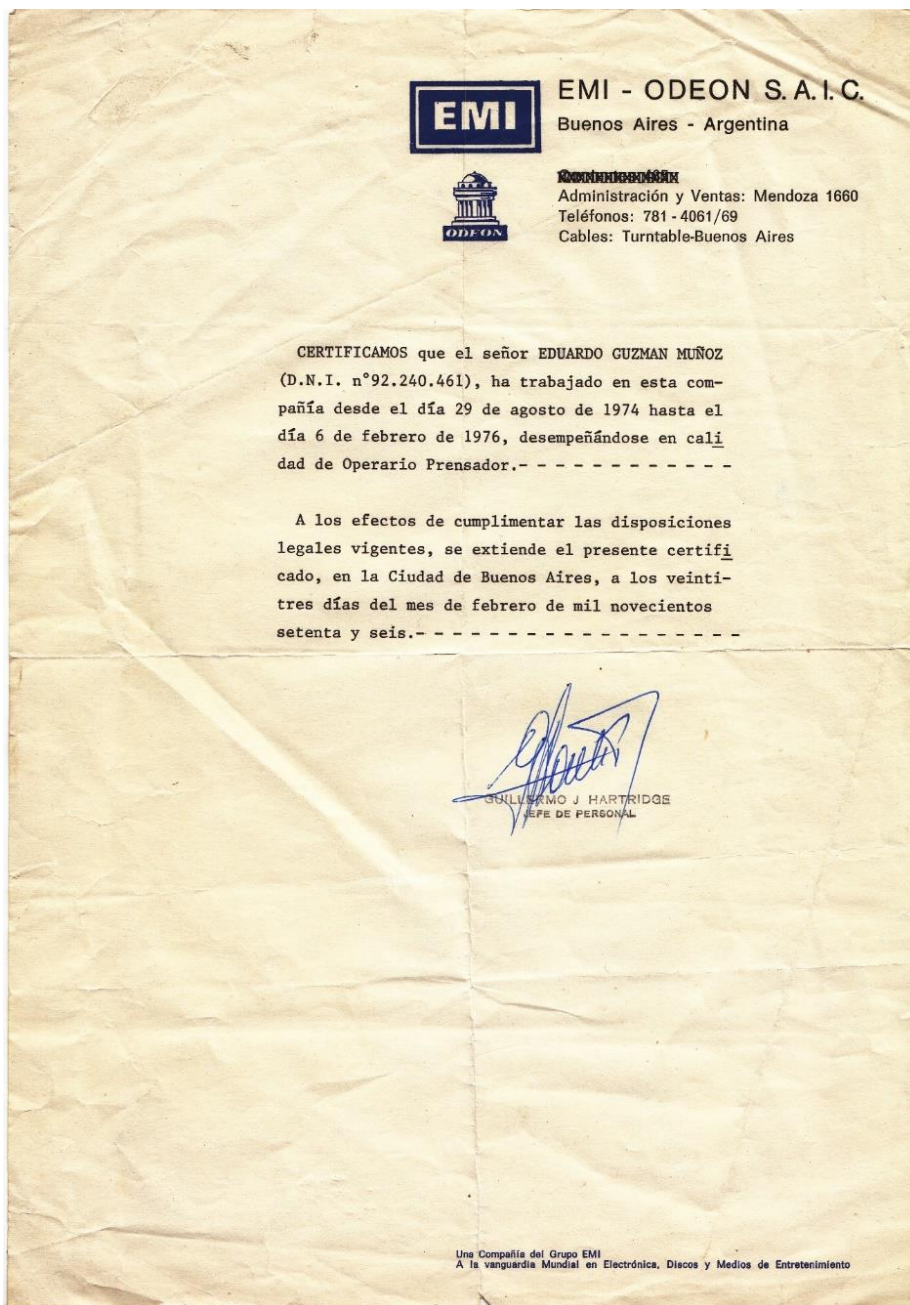 EMI
EMI - ODEON S.A.I.C.
Buenos Aires - Argentina
ODEON
Administración y Ventas: Mendoza 1660
Teléfonos: 781 - 4061/69
Cables: Turntable-Buenos Aires
CERTIFICAMOS que el señor EDUARDO GUZMAN MUÑOZ
(D.N.I. n°92.240.461), ha trabajado en esta com-
pañía desde el día 29 de agosto de 1974 hasta el
día 6 de febrero de 1976, desempeñándose en cali
dad de Operario Prensador.- - - - - - - - - - - - -
A los efectos de cumplimentar las disposiciones
legales vigentes, se extiende el presente certifi
cado, en la Ciudad de Buenos Aires, a los veinti-
tres días del mes de febrero de mil novecientos
setenta y seis.- - - - - - - - - - - - - - - - - - -
GUILLERMO J HARTRIDGE
JEFE DE PERSONAL
Una Compañía del Grupo EMI
A la vanguardia Mundial en Electrónica, Discos y Medios de Entretenimiento